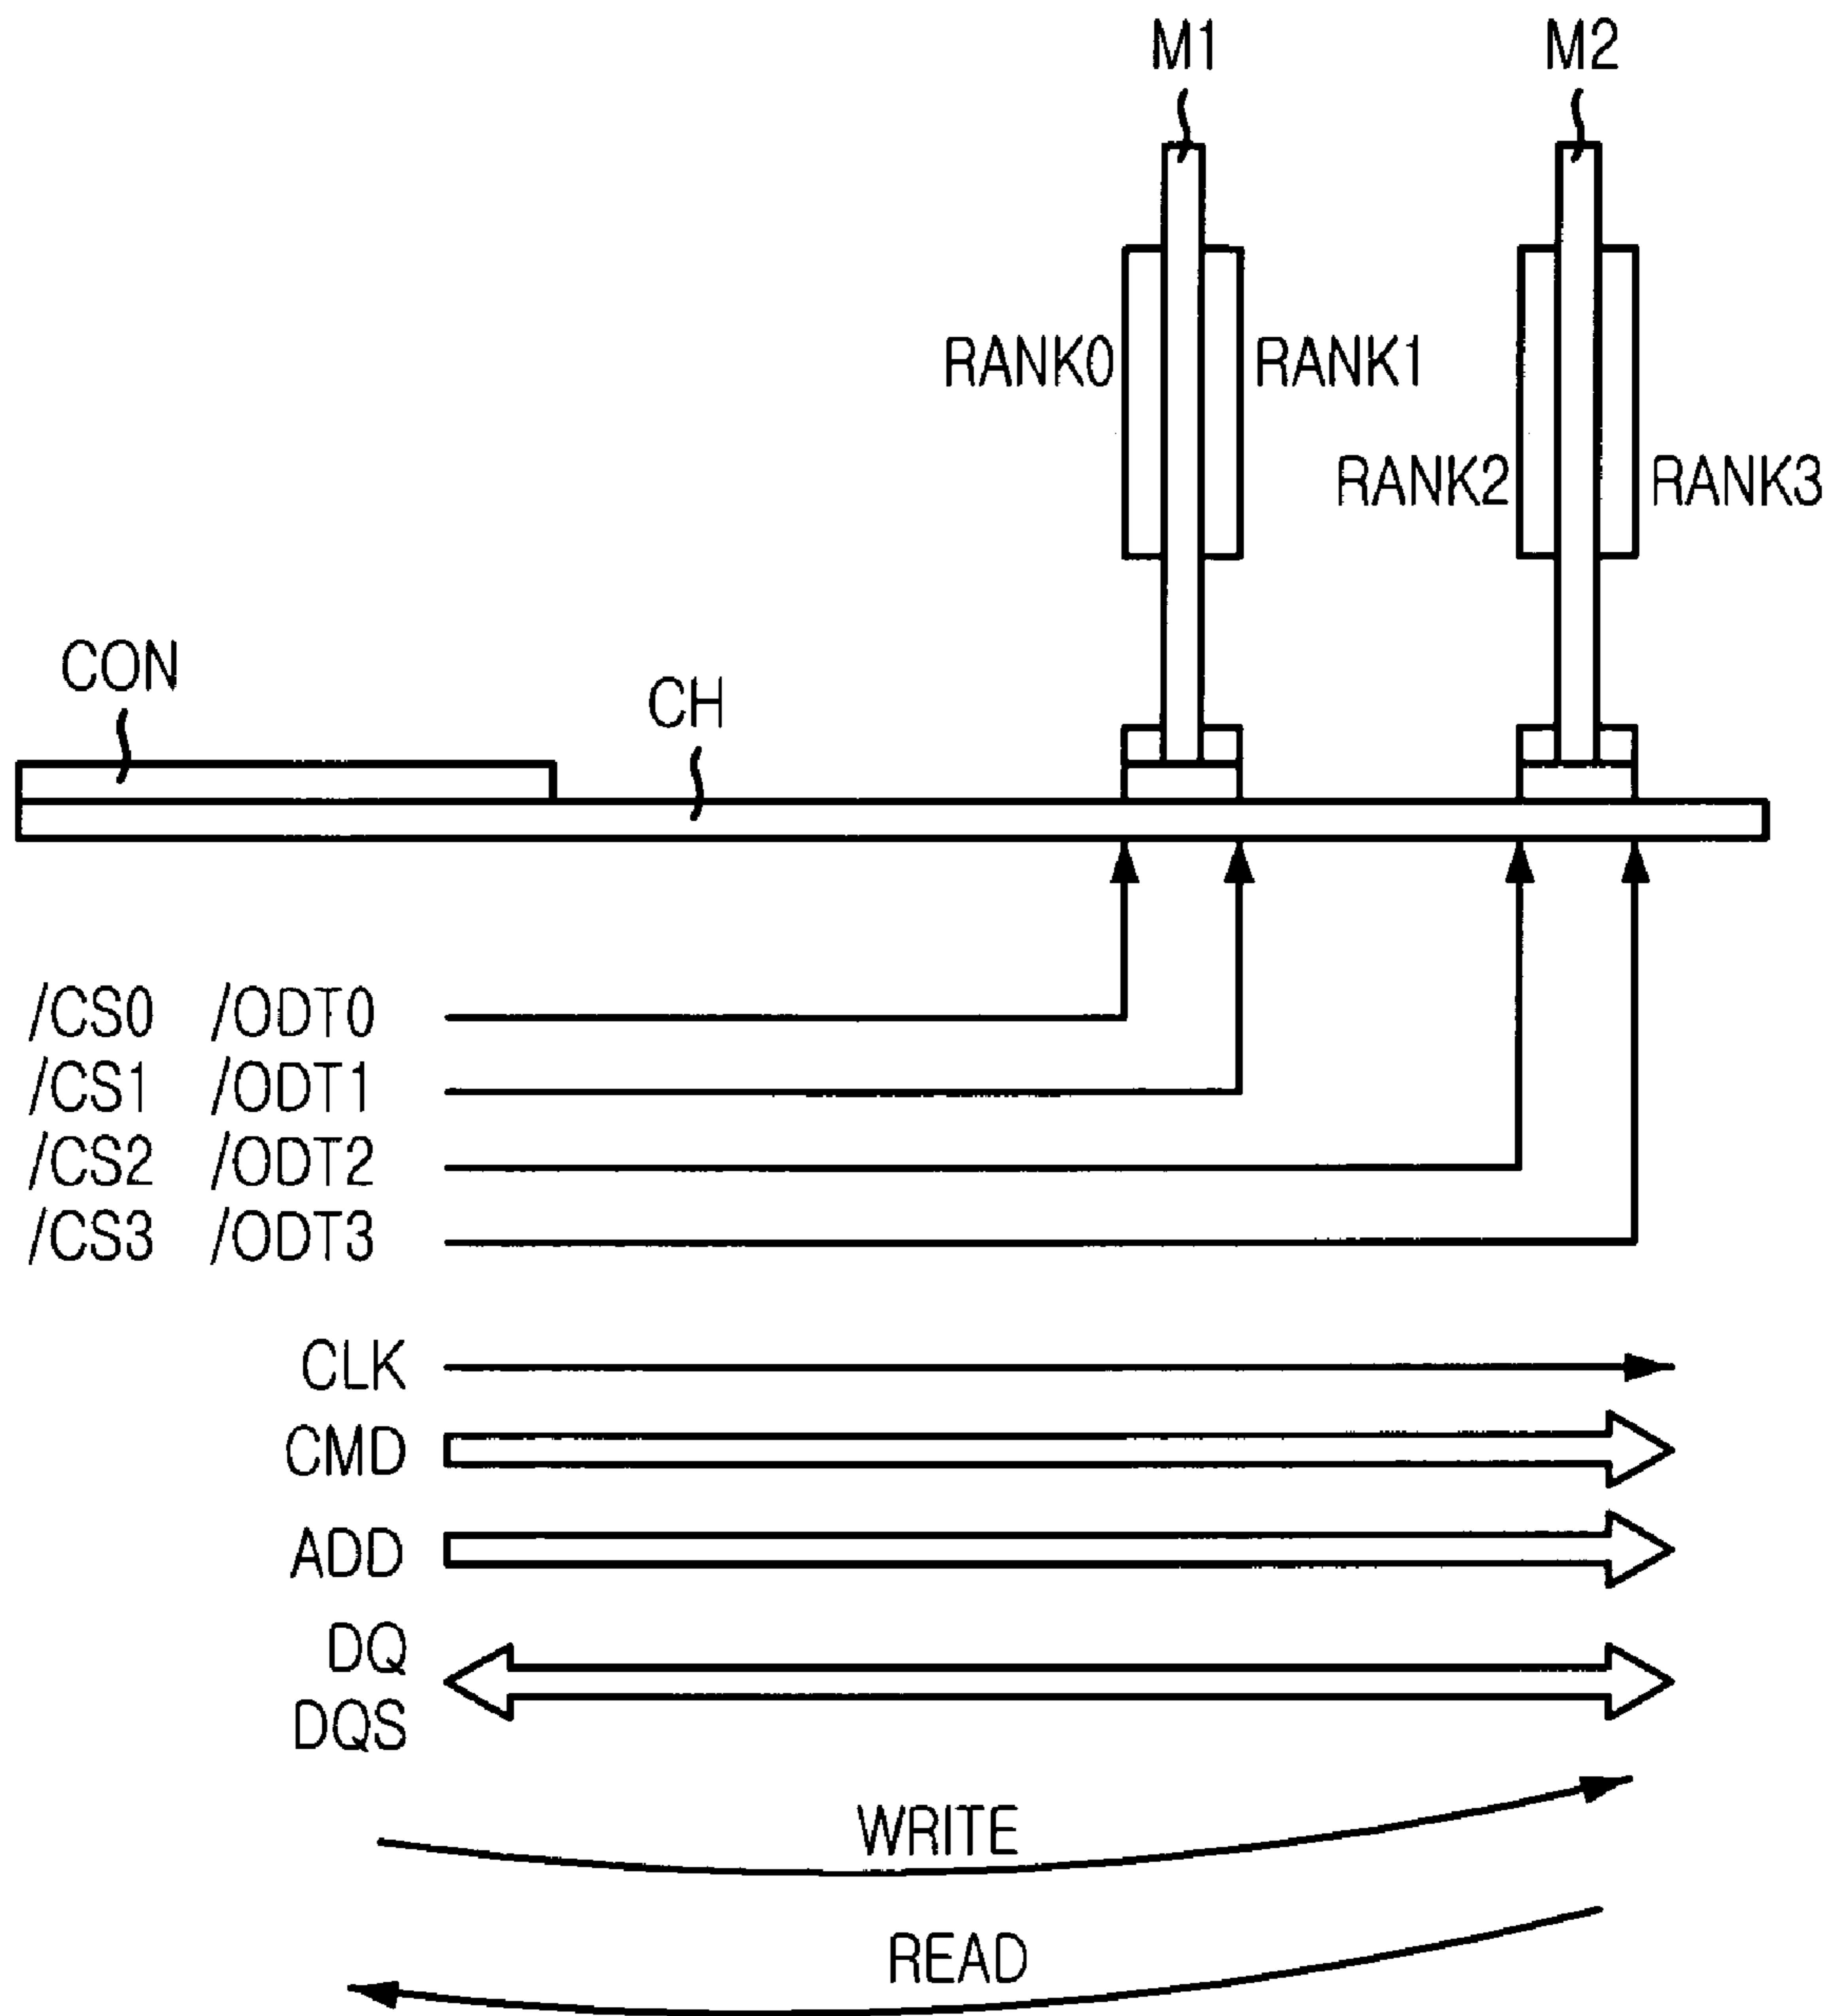 M1 M2
RANK0 RANK1
RANK2 RANK3
CON
CH
/CS0 /ODT0
/CS1 /ODT1
/CS2 /ODT2
/CS3 /ODT3
CLK
CMD
ADD
DQ
DQS
WRITE
READ